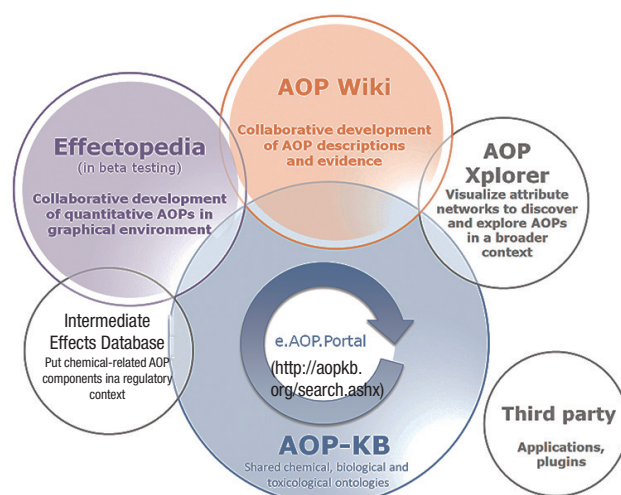 AOP Wiki
Collaborative development
of AOP descriptions
and evidence
Effectopedia
(in beta testing)
Collaborative development
of quantitative AOPs in
graphical environment
AOP
Xplorer
Visualize attribute
networks to discover
and explore AOPs
in a broader
context
Intermediate
Effects Database
Put chemical-related AOP
components ina regulatory
context
e.AOP.Portal
(http://aopkb.
org/search.ashx)
AOP-KB
Shared chemical, biological and
toxicological ontologies
Third party
Applications,
plugins